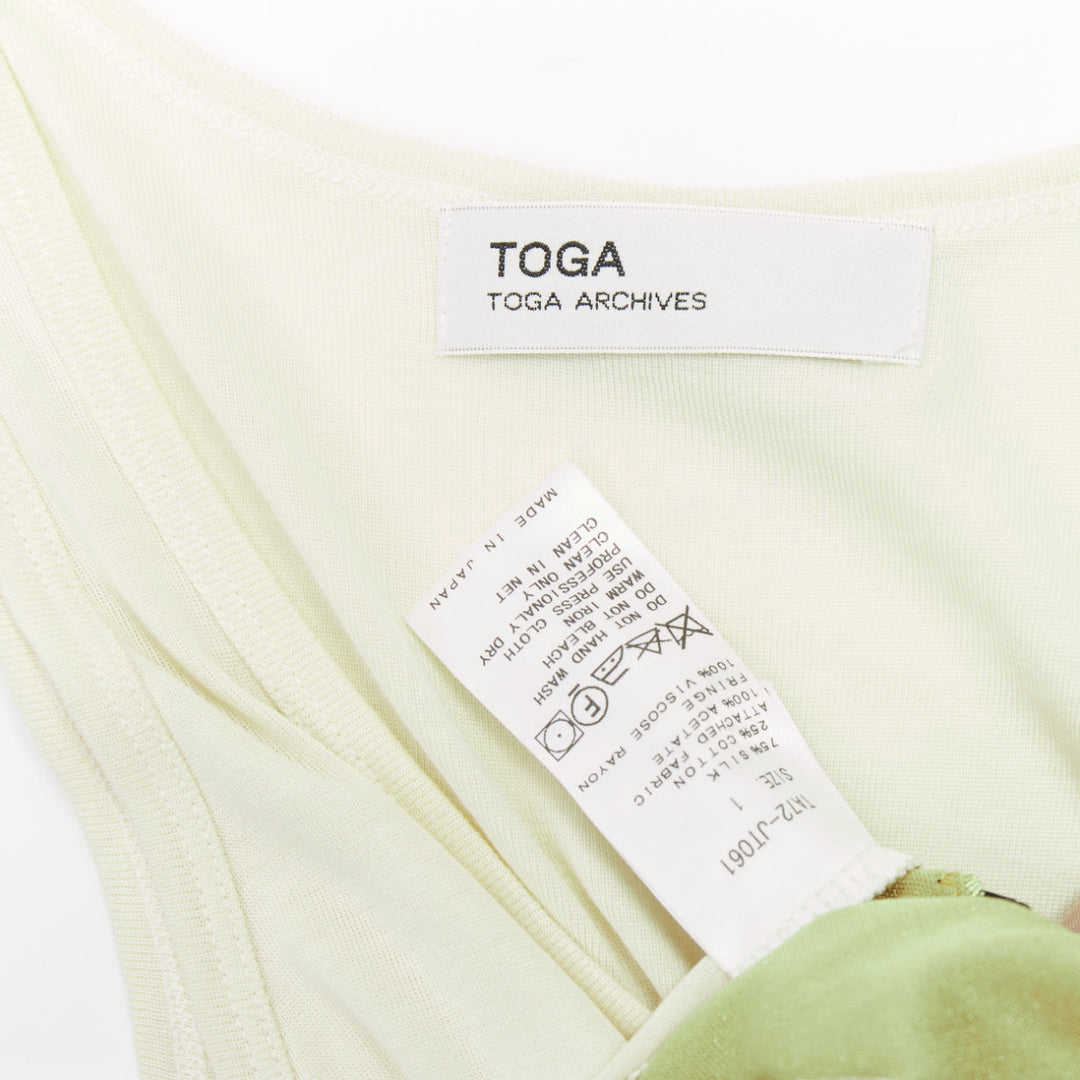 TOGA
TOGA ARCHIVES
TA72-JT061
SIZE: 1
75% SILK
25% COTTON
ATTACHED FABRIC
100% ACETATE
FRINGE
100% VISCOSE RAYON
F
DO NOT HAND WASH
DO NOT BLEACH
WARM IRON
USE PRESS CLOTH
PROFESSIONALY DRY
CLEAN ONLY
CLEAN IN NET
MADE IN JAPAN